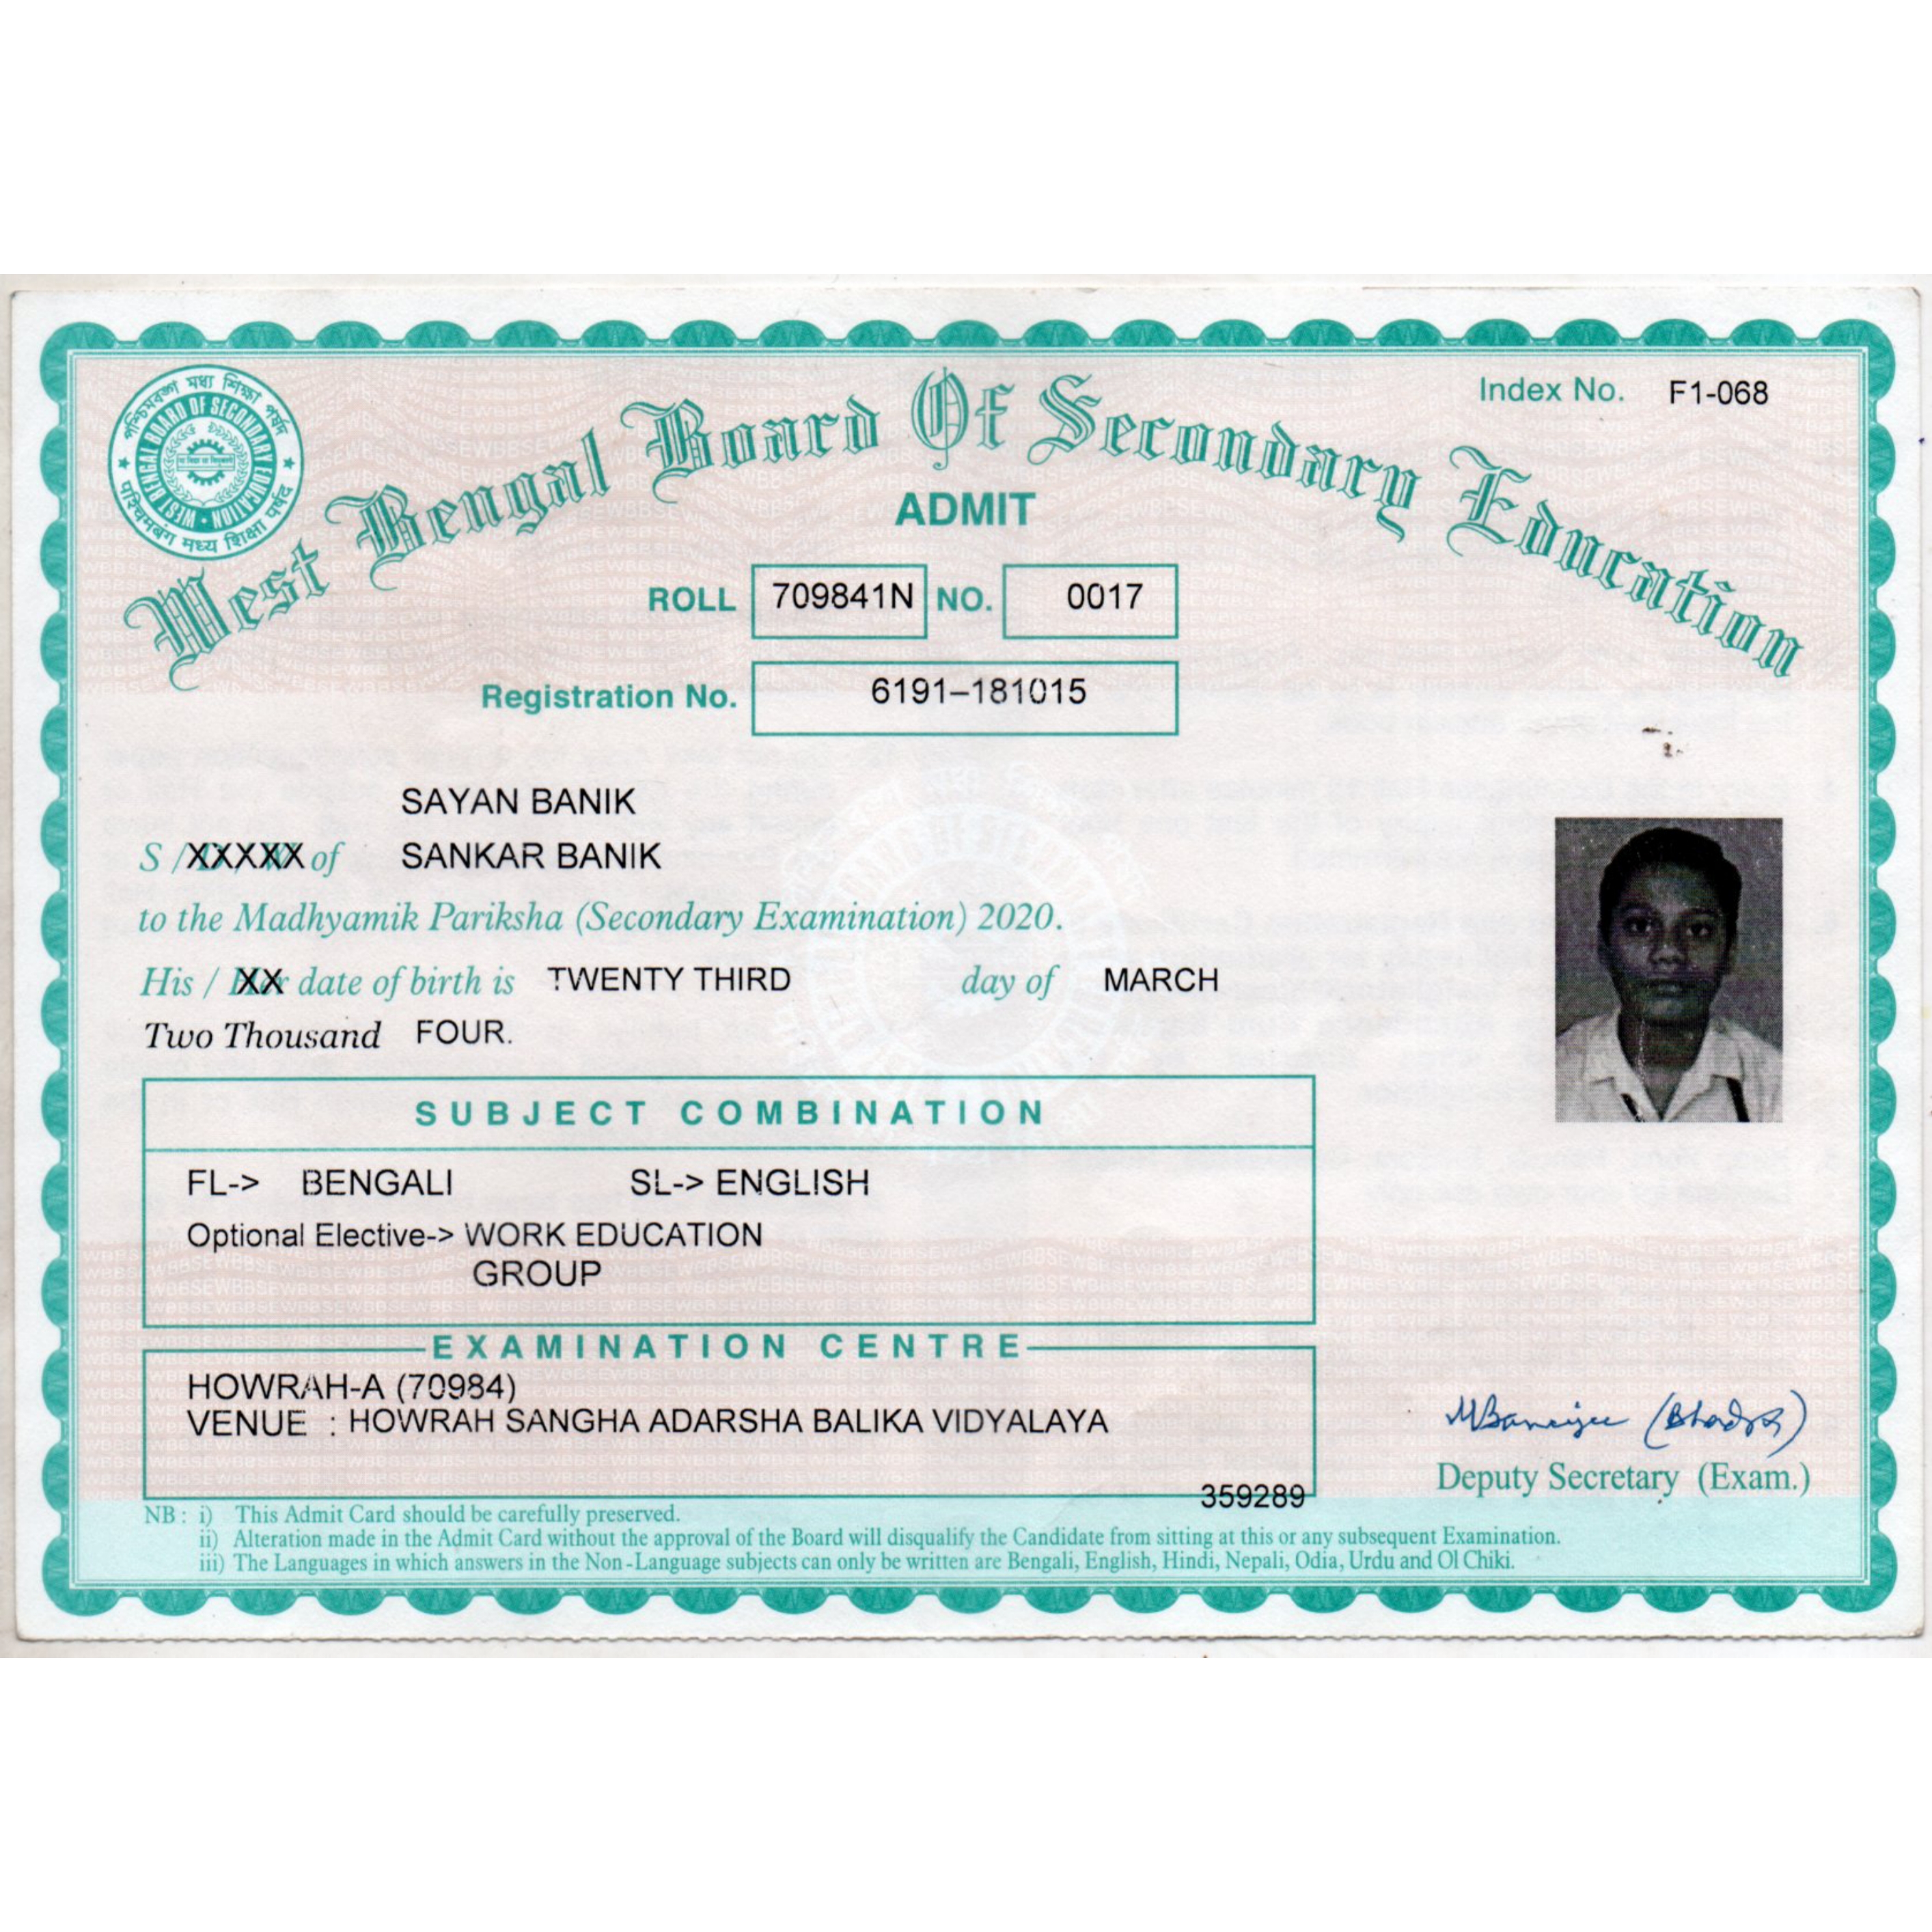 পশ্চিমবঙ্গ মধ্য শিক্ষা পর্ষদ
WEST BENGAL BOARD OF SECONDARY EDUCATION
पश्चिमबंग मध्य शिक्षा पर्षद
Index No. F1-068
West Bengal Board Of Secondary Education
ADMIT
ROLL 709841N NO. 0017
Registration No. 6191–181015
SAYAN BANIK
S / XXXXX of SANKAR BANIK
to the Madhyamik Pariksha (Secondary Examination) 2020.
His / Her date of birth is TWENTY THIRD day of MARCH
Two Thousand FOUR.
SUBJECT COMBINATION
FL-> BENGALI SL-> ENGLISH
Optional Elective-> WORK EDUCATION
GROUP
EXAMINATION CENTRE
HOWRAH-A (70984)
VENUE : HOWRAH SANGHA ADARSHA BALIKA VIDYALAYA
359289
MBanerjee (Bhadra)
Deputy Secretary (Exam.)
NB : i) This Admit Card should be carefully preserved.
ii) Alteration made in the Admit Card without the approval of the Board will disqualify the Candidate from sitting at this or any subsequent Examination.
iii) The Languages in which answers in the Non-Language subjects can only be written are Bengali, English, Hindi, Nepali, Odia, Urdu and Ol Chiki.